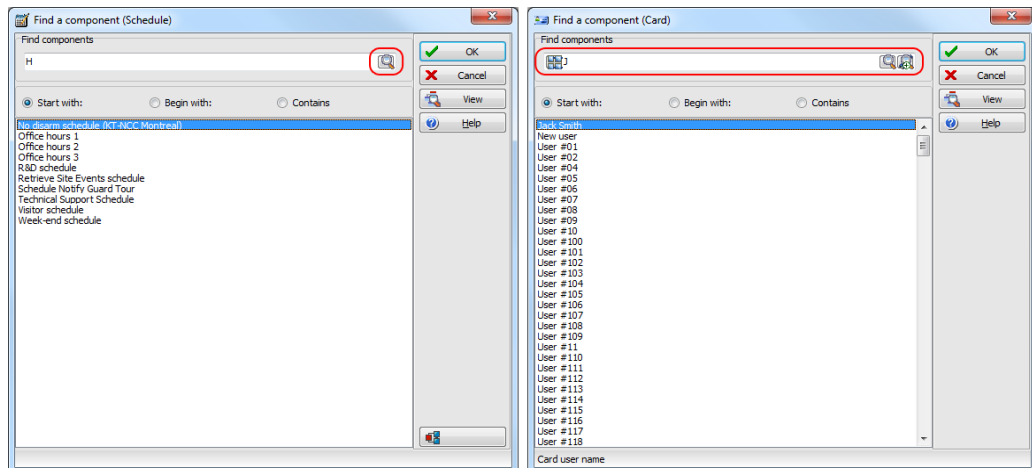 Find a component (Schedule)
Find components
H
OK
Cancel
Start with:
Begin with:
Contains
View
Help
No disarm schedule (KT-NCC Montreal)
Office hours 1
Office hours 2
Office hours 3
R&D schedule
Retrieve Site Events schedule
Schedule Notify Guard Tour
Technical Support Schedule
Visitor schedule
Week-end schedule
Find a component (Card)
Find components
J
OK
Cancel
Start with:
Begin with:
Contains
View
Help
Jack Smith
New user
User #01
User #02
User #04
User #05
User #06
User #07
User #08
User #09
User #10
User #100
User #101
User #102
User #103
User #104
User #105
User #106
User #107
User #108
User #109
User #11
User #110
User #111
User #112
User #113
User #114
User #115
User #116
User #117
User #118
Card user name